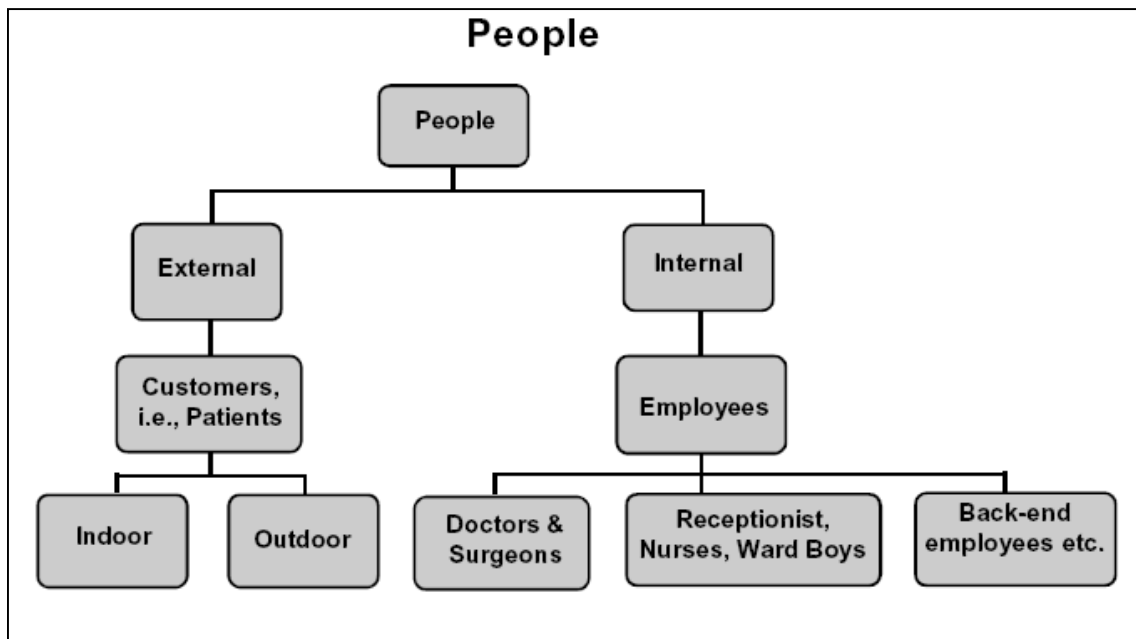 People
People
External
Internal
Customers,
i.e., Patients
Employees
Indoor
Outdoor
Doctors &
Surgeons
Receptionist,
Nurses, Ward Boys
Back-end
employees etc.